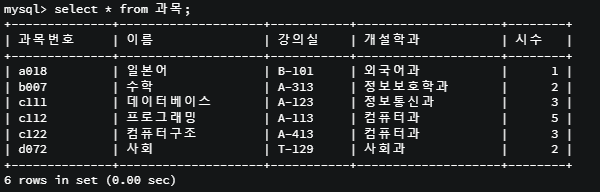 mysql> select * from 과목;
| 과목번호 | 이름 | 강의실 | 개설학과 | 시수 |
| a018 | 일본어 | B-101 | 외국어과 | 1 |
| b007 | 수학 | A-313 | 정보보호학과 | 2 |
| c111 | 데이터베이스 | A-123 | 정보통신과 | 3 |
| c112 | 프로그래밍 | A-113 | 컴퓨터과 | 5 |
| c122 | 컴퓨터구조 | A-413 | 컴퓨터과 | 3 |
| d072 | 사회 | T-129 | 사회과 | 2 |
6 rows in set (0.00 sec)